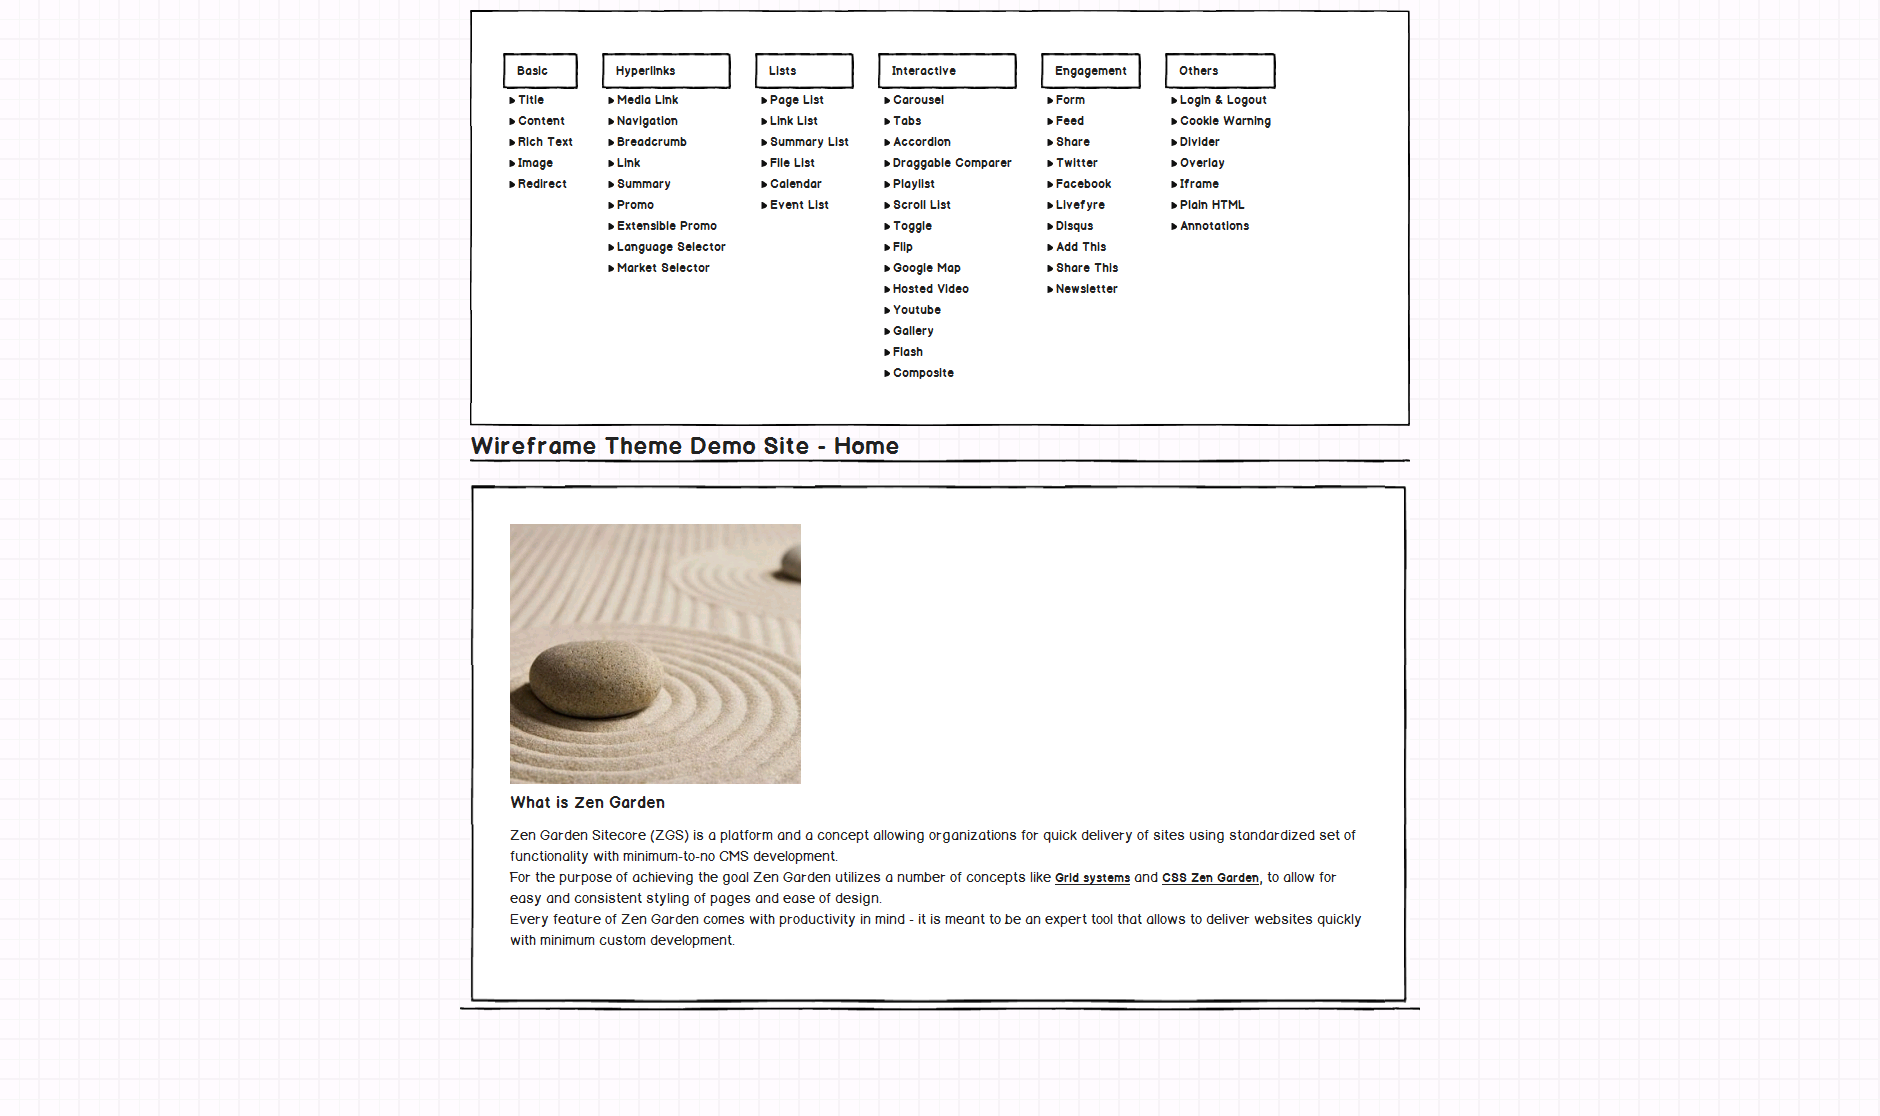 Basic
Title
Content
Rich Text
Image
Redirect
Hyperlinks
Media Link
Navigation
Breadcrumb
Link
Summary
Promo
Extensible Promo
Language Selector
Market Selector
Lists
Page List
Link List
Summary List
File List
Calendar
Event List
Interactive
Carousel
Tabs
Accordion
Draggable Comparer
Playlist
Scroll List
Toggle
Flip
Google Map
Hosted Video
Youtube
Gallery
Flash
Composite
Engagement
Form
Feed
Share
Twitter
Facebook
Livefyre
Disqus
Add This
Share This
Newsletter
Others
Login & Logout
Cookie Warning
Divider
Overlay
Iframe
Plain HTML
Annotations
Wireframe Theme Demo Site - Home
What is Zen Garden
Zen Garden Sitecore (ZGS) is a platform and a concept allowing organizations for quick delivery of sites using standardized set of
functionality with minimum-to-no CMS development.
For the purpose of achieving the goal Zen Garden utilizes a number of concepts like Grid systems and CSS Zen Garden, to allow for
easy and consistent styling of pages and ease of design.
Every feature of Zen Garden comes with productivity in mind - it is meant to be an expert tool that allows to deliver websites quickly
with minimum custom development.